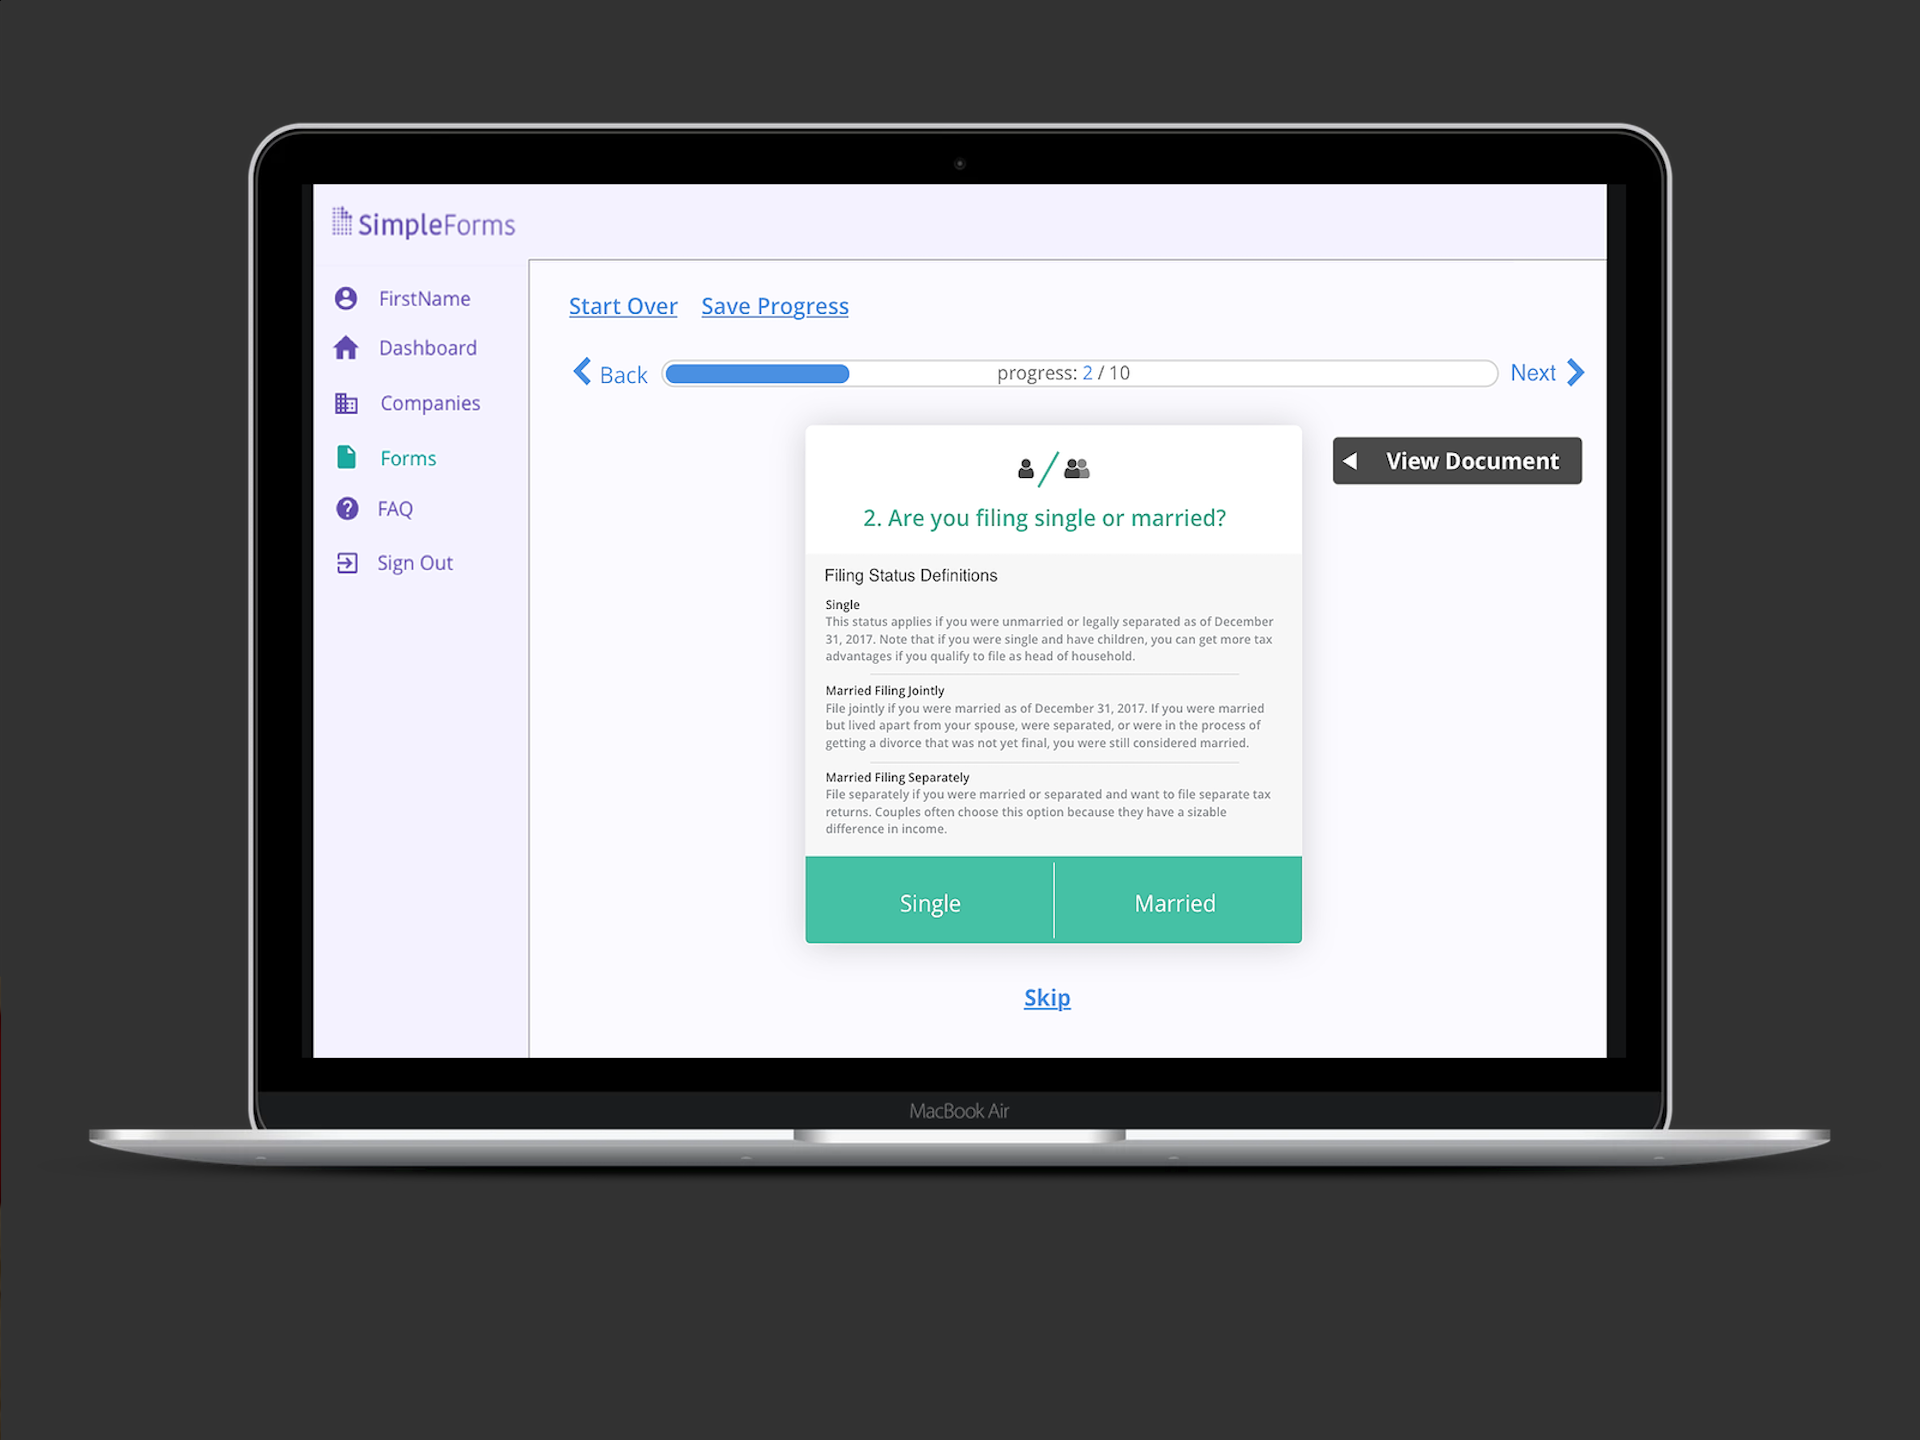 SimpleForms
FirstName
Dashboard
Companies
Forms
FAQ
Sign Out
Start Over Save Progress
Back progress: 2 / 10 Next
View Document
2. Are you filing single or married?
Filing Status Definitions
Single
This status applies if you were unmarried or legally separated as of December
31, 2017. Note that if you were single and have children, you can get more tax
advantages if you qualify to file as head of household.
Married Filing Jointly
File jointly if you were married as of December 31, 2017. If you were married
but lived apart from your spouse, were separated, or were in the process of
getting a divorce that was not yet final, you were still considered married.
Married Filing Separately
File separately if you were married or separated and want to file separate tax
returns. Couples often choose this option because they have a sizable
difference in income.
Single Married
Skip
MacBook Air